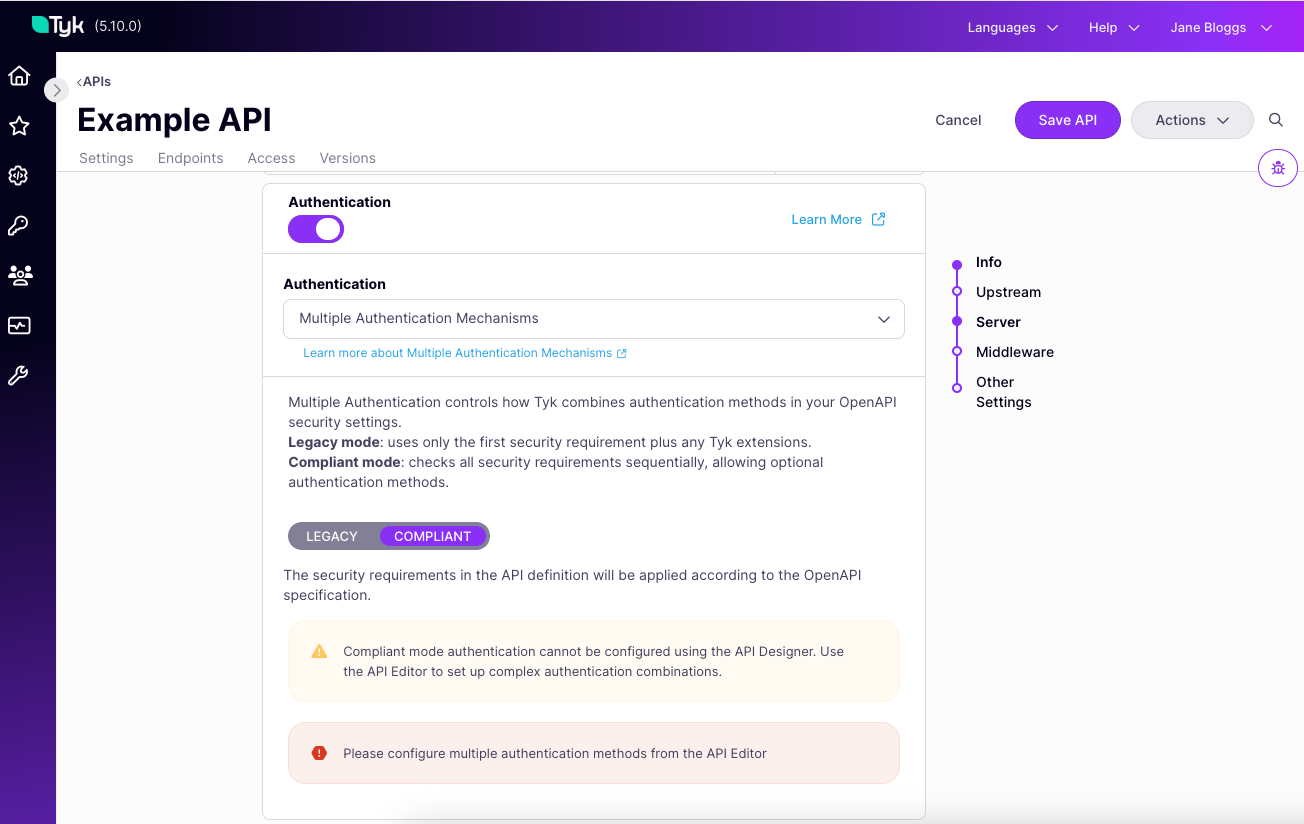 Tyk (5.10.0)
Languages
Help
Jane Bloggs
APIs
Example API
Cancel
Save API
Actions
Settings
Endpoints
Access
Versions
Authentication
Learn More
Authentication
Multiple Authentication Mechanisms
Learn more about Multiple Authentication Mechanisms
Multiple Authentication controls how Tyk combines authentication methods in your OpenAPI
security settings.
Legacy mode: uses only the first security requirement plus any Tyk extensions.
Compliant mode: checks all security requirements sequentially, allowing optional
authentication methods.
LEGACY
COMPLIANT
The security requirements in the API definition will be applied according to the OpenAPI
specification.
Compliant mode authentication cannot be configured using the API Designer. Use
the API Editor to set up complex authentication combinations.
Please configure multiple authentication methods from the API Editor
Info
Upstream
Server
Middleware
Other
Settings